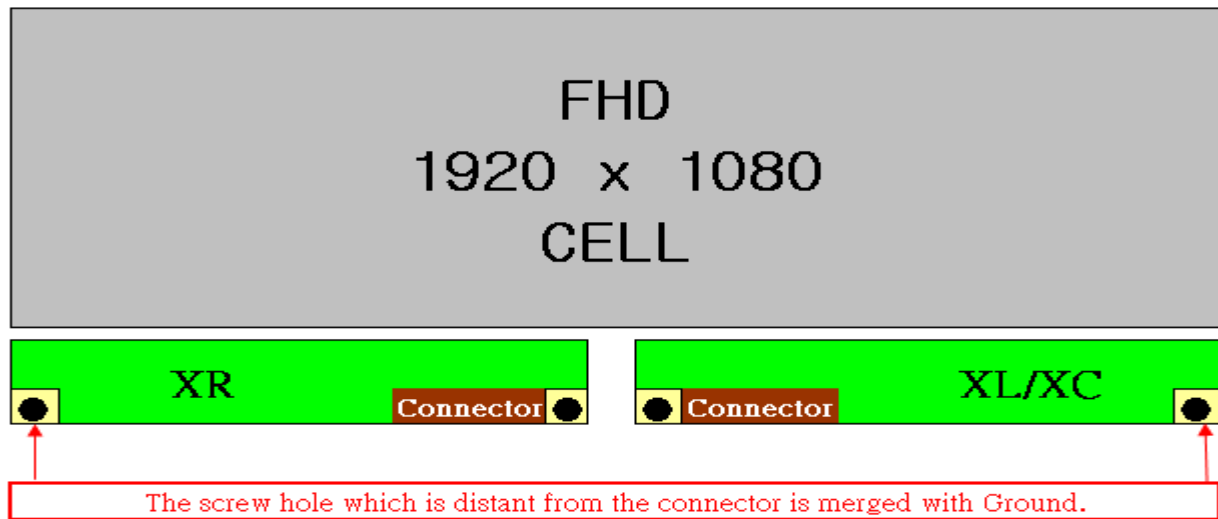 FHD
1920 x 1080
CELL
XR
Connector
Connector
XL/XC
The screw hole which is distant from the connector is merged with Ground.